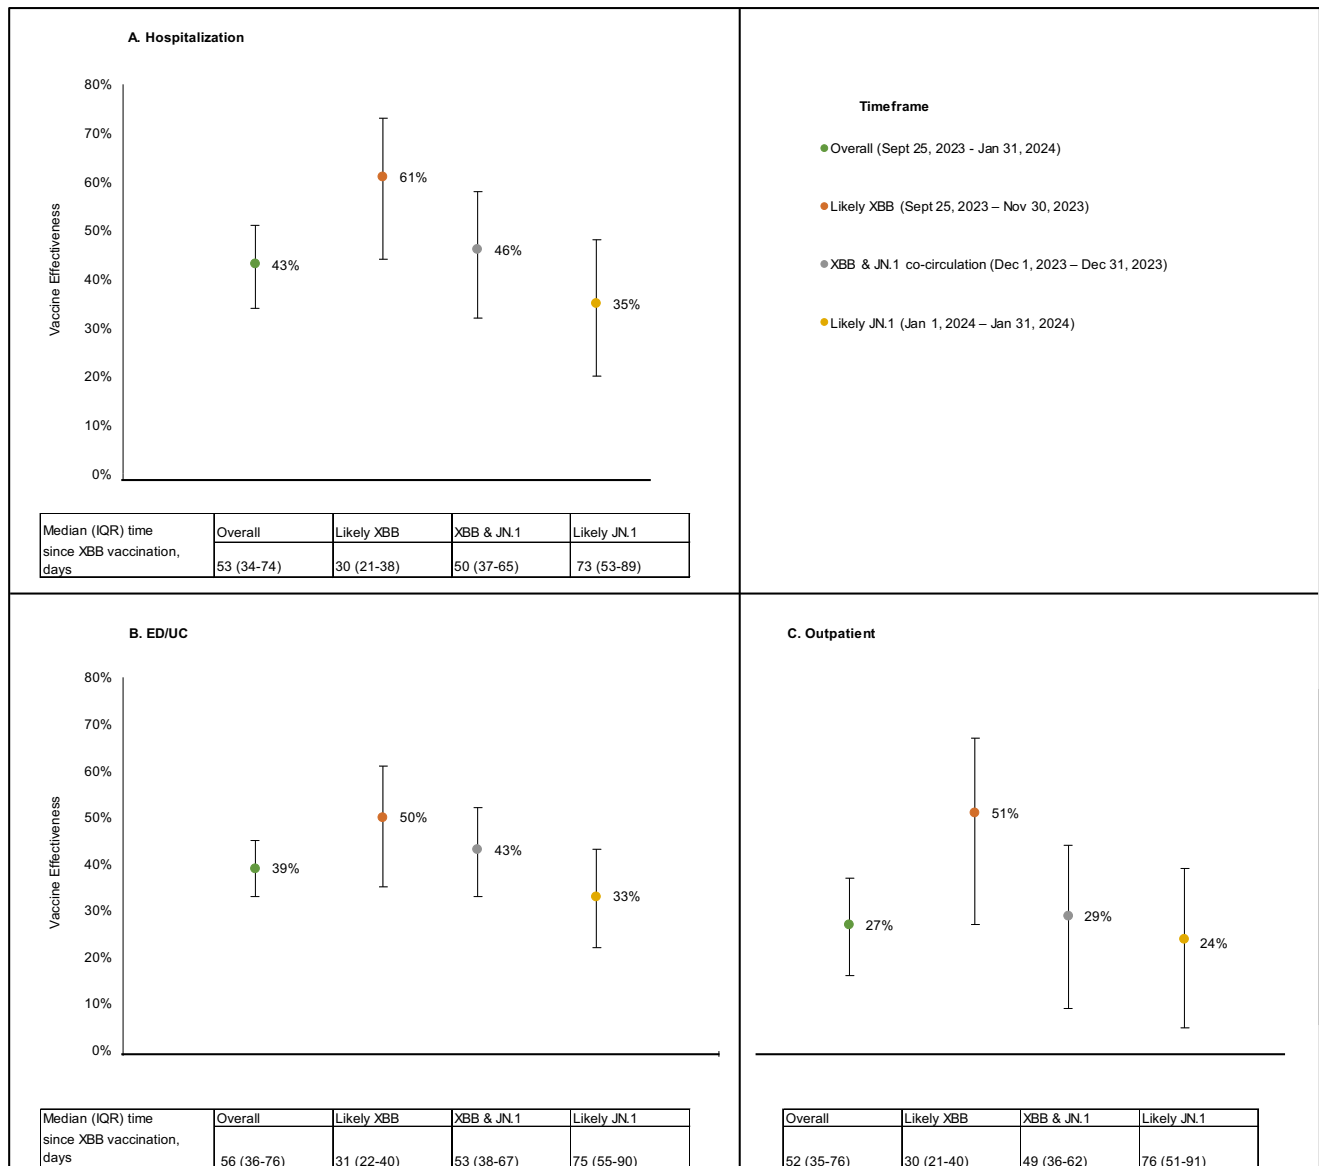 A. Hospitalization
80%
70%
60%
50%
40%
30%
20%
10%
0%
Vaccine Effectiveness
43%
61%
46%
35%
Median (IQR) time since XBB vaccination, days
Overall
Likely XBB
XBB & JN.1
Likely JN.1
53 (34-74)
30 (21-38)
50 (37-65)
73 (53-89)
Timeframe
Overall (Sept 25, 2023 - Jan 31, 2024)
Likely XBB (Sept 25, 2023 – Nov 30, 2023)
XBB & JN.1 co-circulation (Dec 1, 2023 – Dec 31, 2023)
Likely JN.1 (Jan 1, 2024 – Jan 31, 2024)
B. ED/UC
80%
70%
60%
50%
40%
30%
20%
10%
0%
Vaccine Effectiveness
39%
50%
43%
33%
Median (IQR) time
since XBB vaccination,
days
Overall
Likely XBB
XBB & JN.1
Likely JN.1
56 (36-76)
31 (22-40)
53 (38-67)
75 (55-90)
C. Outpatient
27%
51%
29%
24%
Overall
Likely XBB
XBB & JN.1
Likely JN.1
52 (35-76)
30 (21-40)
49 (36-62)
76 (51-91)